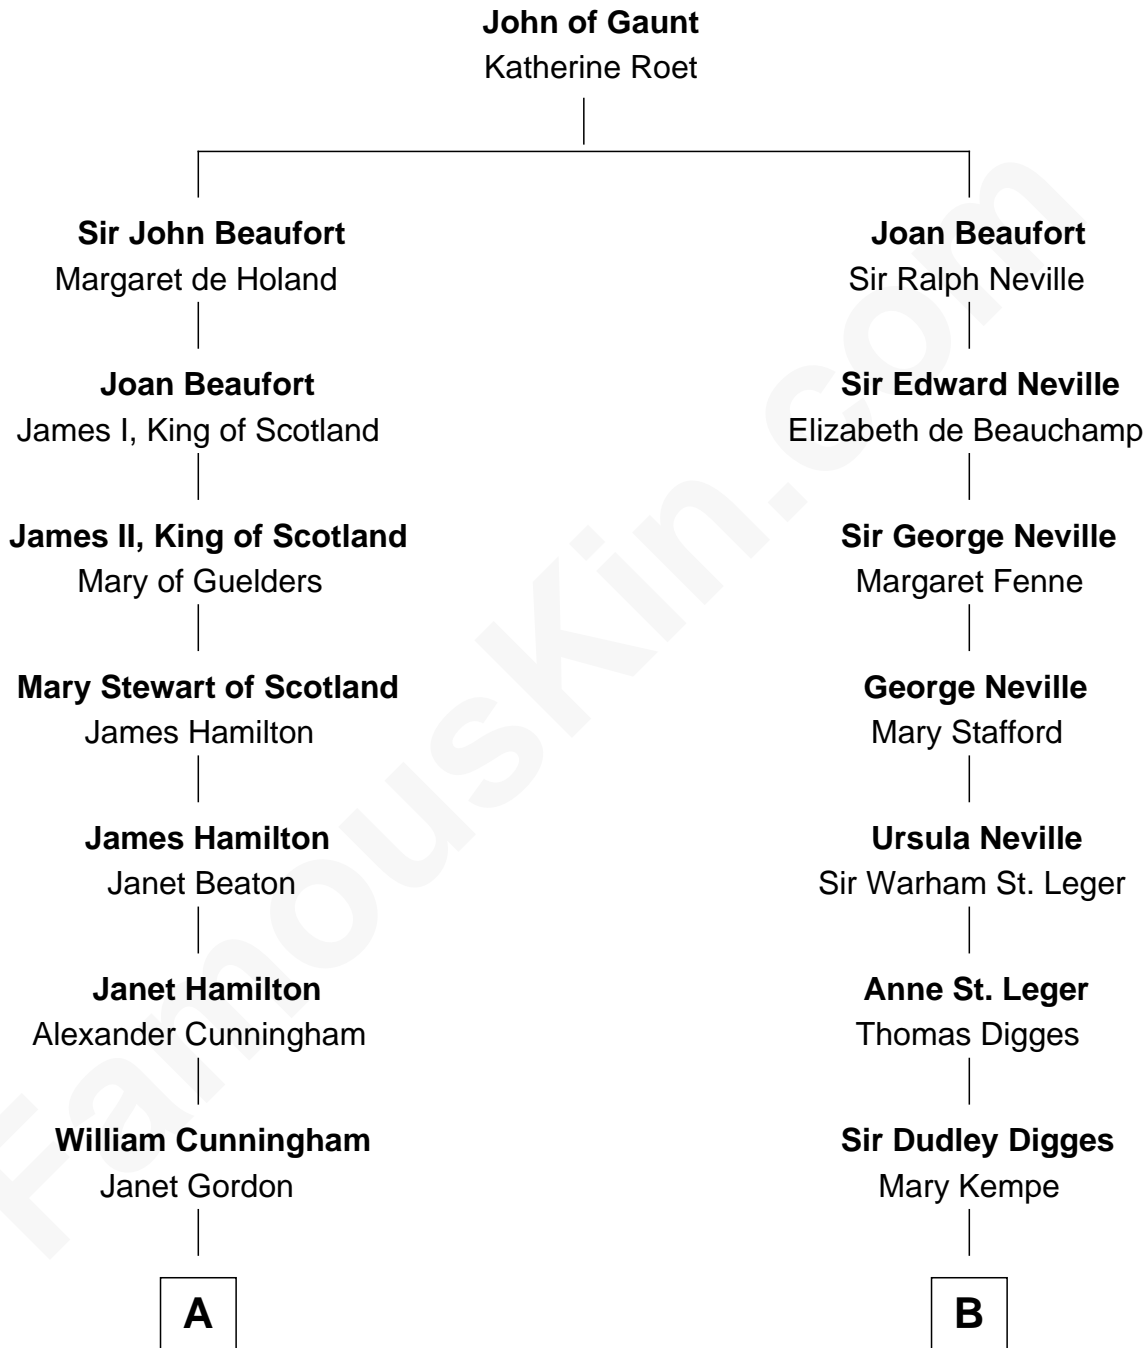 John of Gaunt
Katherine Roet
Sir John Beaufort
Margaret de Holand
Joan Beaufort
James I, King of Scotland
James II, King of Scotland
Mary of Guelders
Mary Stewart of Scotland
James Hamilton
James Hamilton
Janet Beaton
Janet Hamilton
Alexander Cunningham
William Cunningham
Janet Gordon
A
Joan Beaufort
Sir Ralph Neville
Sir Edward Neville
Elizabeth de Beauchamp
Sir George Neville
Margaret Fenne
George Neville
Mary Stafford
Ursula Neville
Sir Warham St. Leger
Anne St. Leger
Thomas Digges
Sir Dudley Digges
Mary Kempe
B
FamousKin.com